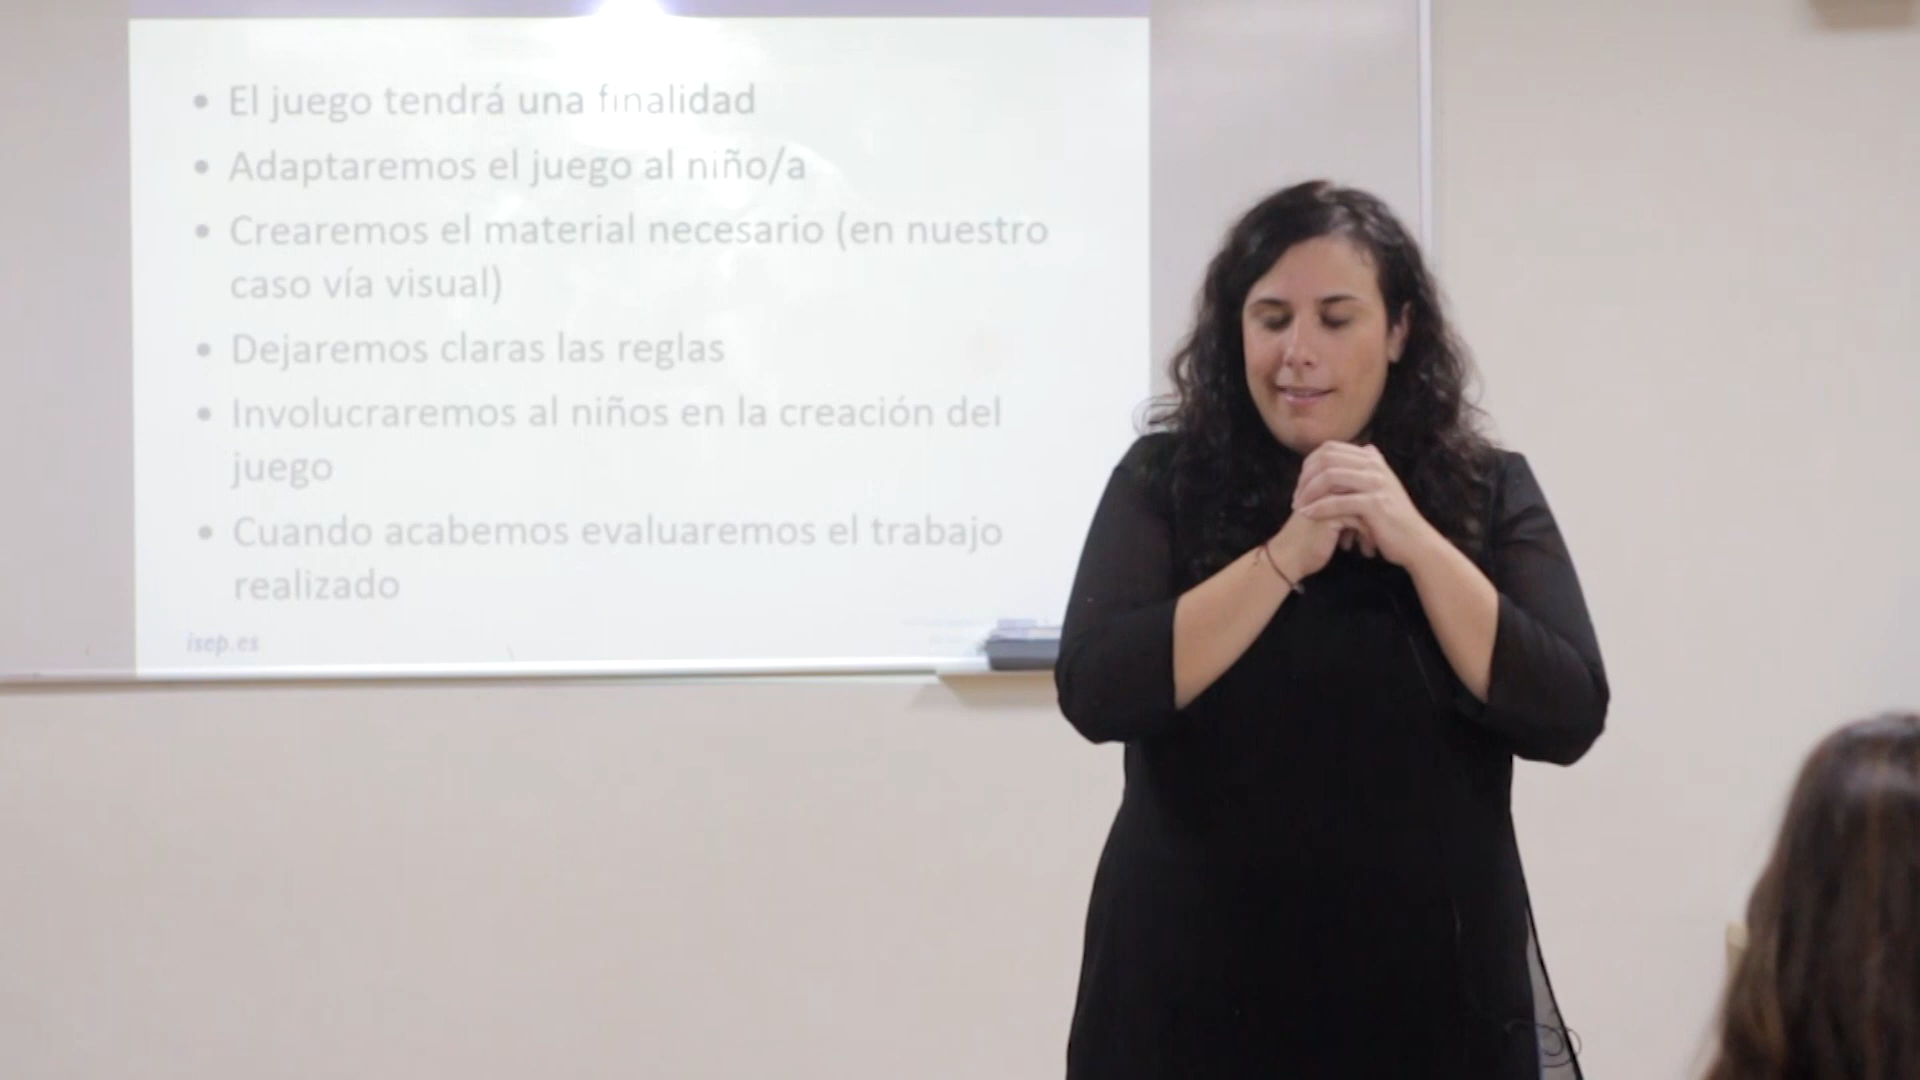 • El juego tendrá una finalidad
• Adaptaremos el juego al niño/a
• Crearemos el material necesario (en nuestro
caso vía visual)
• Dejaremos claras las reglas
• Involucraremos al niños en la creación del
juego
• Cuando acabemos evaluaremos el trabajo
realizado
isep.es